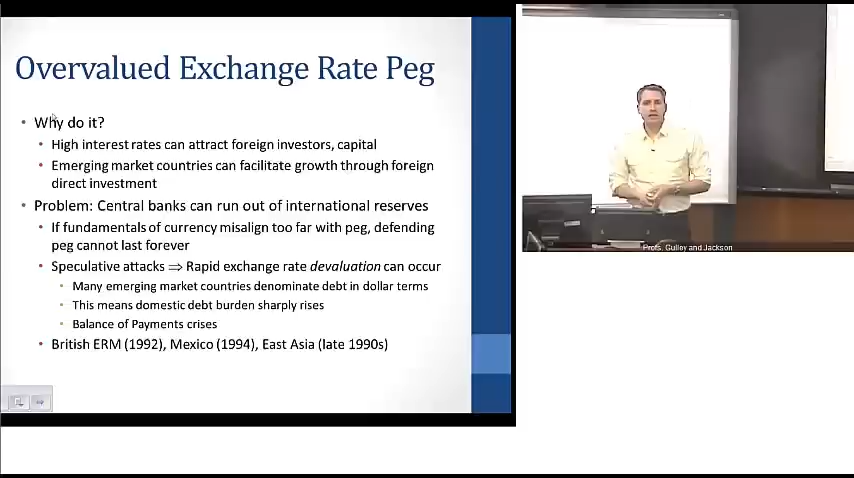 Overvalued Exchange Rate Peg
• Why do it?
• High interest rates can attract foreign investors, capital
• Emerging market countries can facilitate growth through foreign
direct investment
• Problem: Central banks can run out of international reserves
• If fundamentals of currency misalign too far with peg, defending
peg cannot last forever
• Speculative attacks ⇒ Rapid exchange rate devaluation can occur
• Many emerging market countries denominate debt in dollar terms
• This means domestic debt burden sharply rises
• Balance of Payments crises
• British ERM (1992), Mexico (1994), East Asia (late 1990s)
Profs. Gulley and Jackson